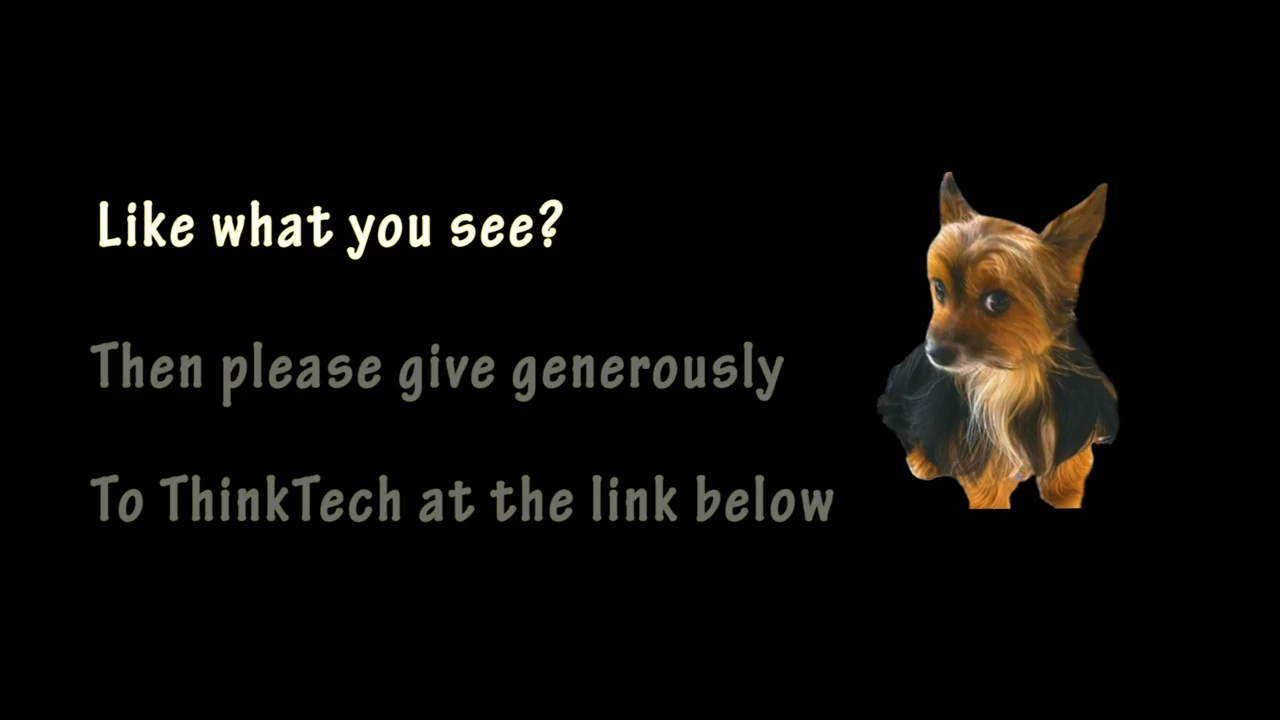 Like what you see?
Then please give generously
To ThinkTech at the link below